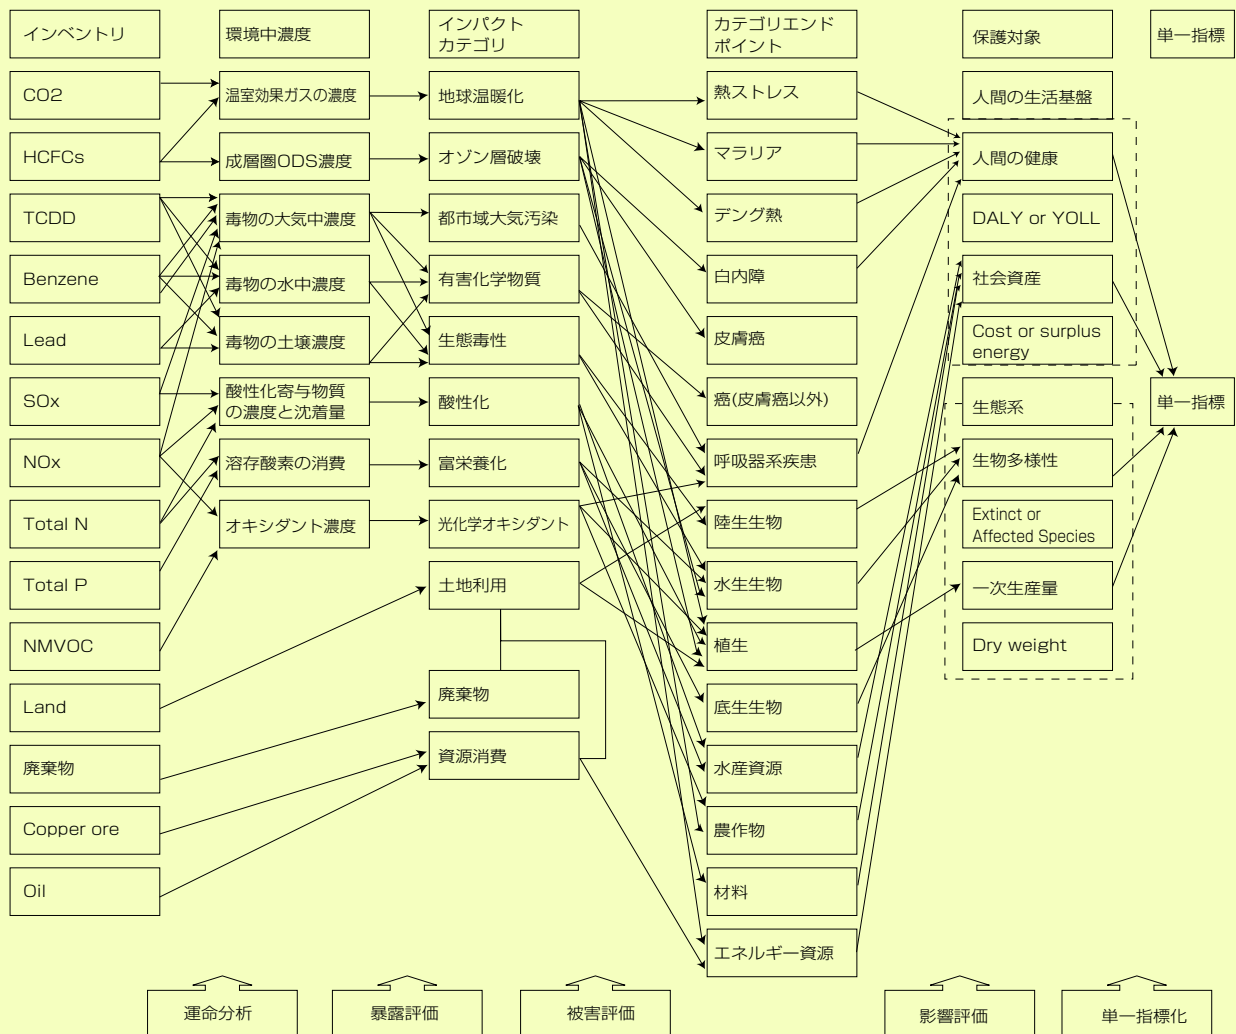 インベントリ
環境中濃度
インパクト
カテゴリ
カテゴリエンド
ポイント
保護対象
単一指標
CO2
HCFCs
TCDD
Benzene
Lead
SOx
NOx
Total N
Total P
NMVOC
Land
廃棄物
Copper ore
Oil
温室効果ガスの濃度
成層圏ODS濃度
毒物の大気中濃度
毒物の水中濃度
毒物の土壌濃度
酸性化寄与物質
の濃度と沈着量
溶存酸素の消費
オキシダント濃度
地球温暖化
オゾン層破壊
都市域大気汚染
有害化学物質
生態毒性
酸性化
富栄養化
光化学オキシダント
土地利用
廃棄物
資源消費
熱ストレス
マラリア
デング熱
白内障
皮膚癌
癌(皮膚癌以外)
呼吸器系疾患
陸生生物
水生生物
植生
底生生物
水産資源
農作物
材料
エネルギー資源
人間の生活基盤
人間の健康
DALY or YOLL
社会資産
Cost or surplus
energy
生態系
生物多様性
Extinct or
Affected Species
一次生産量
Dry weight
単一指標
運命分析
暴露評価
被害評価
影響評価
単一指標化